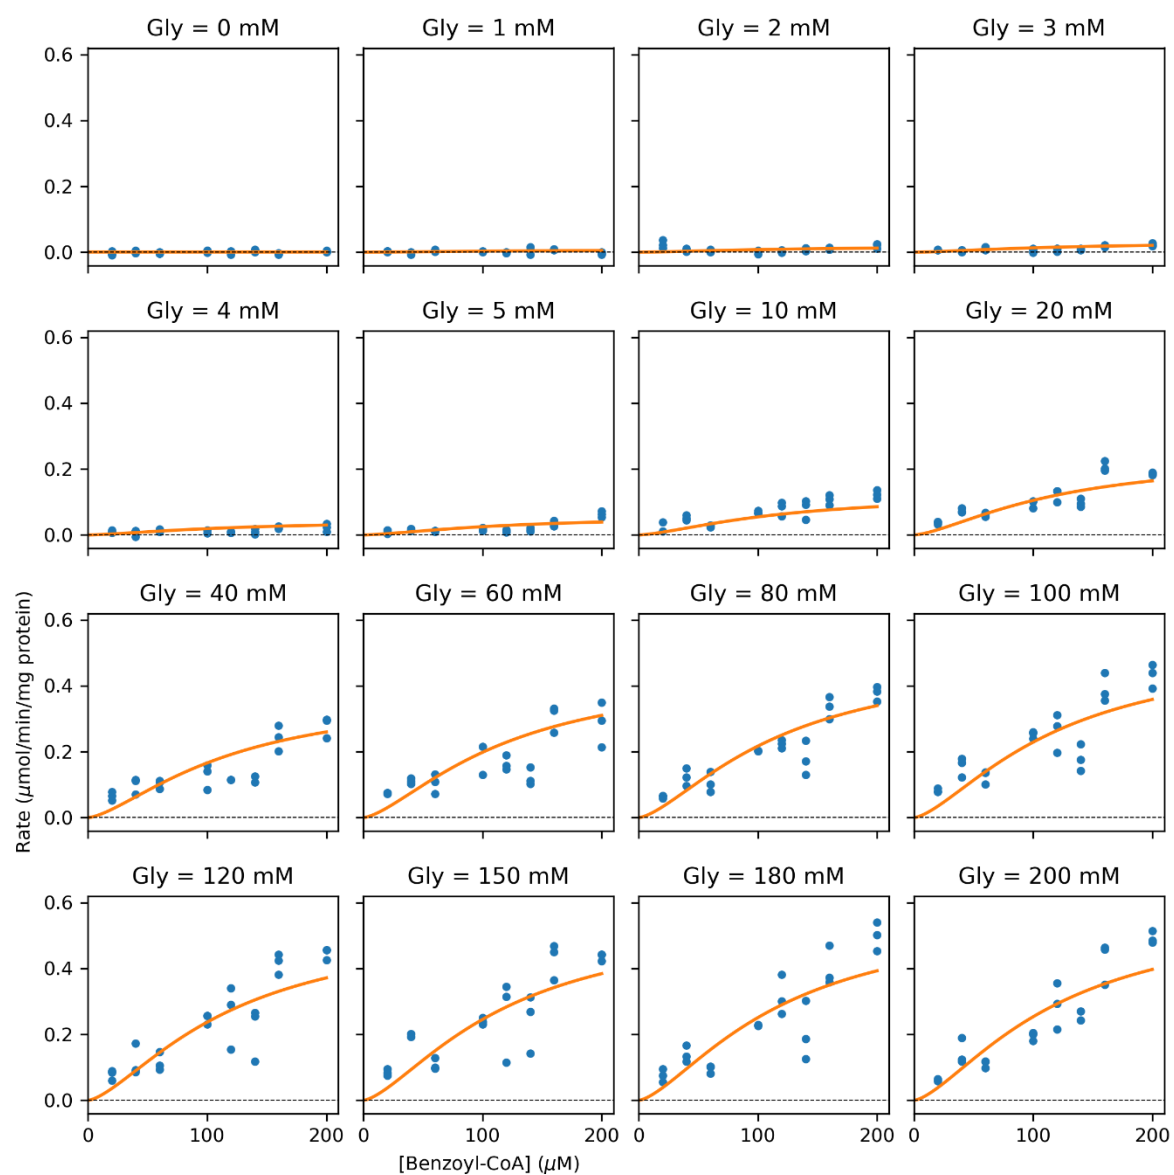 Gly = 0 mM
Gly = 1 mM
Gly = 2 mM
Gly = 3 mM
0.6
0.4
0.2
0.0
Gly = 4 mM
Gly = 5 mM
Gly = 10 mM
Gly = 20 mM
0.6
0.4
0.2
0.0
Gly = 40 mM
Gly = 60 mM
Gly = 80 mM
Gly = 100 mM
0.6
0.4
0.2
0.0
Rate (μmol/min/mg protein)
Gly = 120 mM
Gly = 150 mM
Gly = 180 mM
Gly = 200 mM
0.6
0.4
0.2
0.0
0 100 200
0 100 200
0 100 200
0 100 200
[Benzoyl-CoA] (μM)